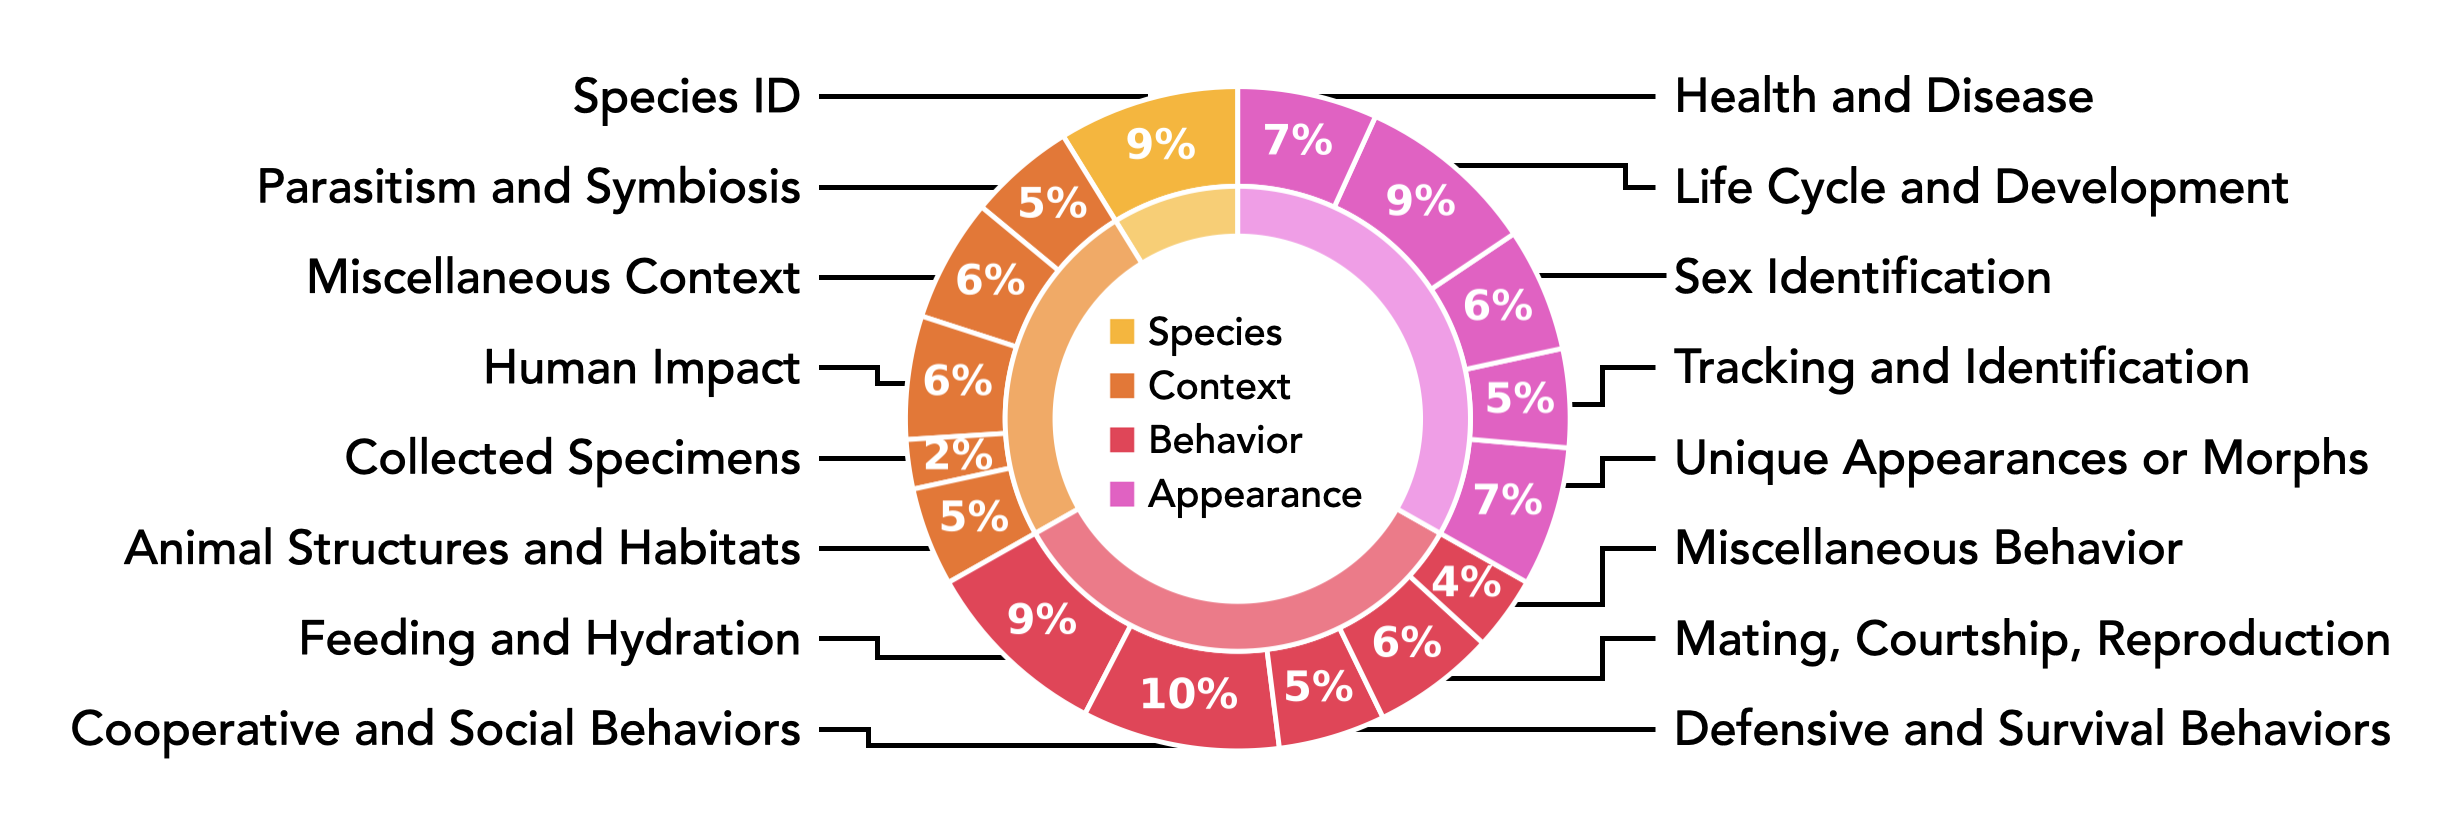 Species ID
Parasitism and Symbiosis
Miscellaneous Context
Human Impact
Collected Specimens
Animal Structures and Habitats
Feeding and Hydration
Cooperative and Social Behaviors
9%
5%
6%
6%
2%
5%
9%
10%
7%
9%
6%
5%
7%
4%
6%
5%
Species
Context
Behavior
Appearance
Health and Disease
Life Cycle and Development
Sex Identification
Tracking and Identification
Unique Appearances or Morphs
Miscellaneous Behavior
Mating, Courtship, Reproduction
Defensive and Survival Behaviors